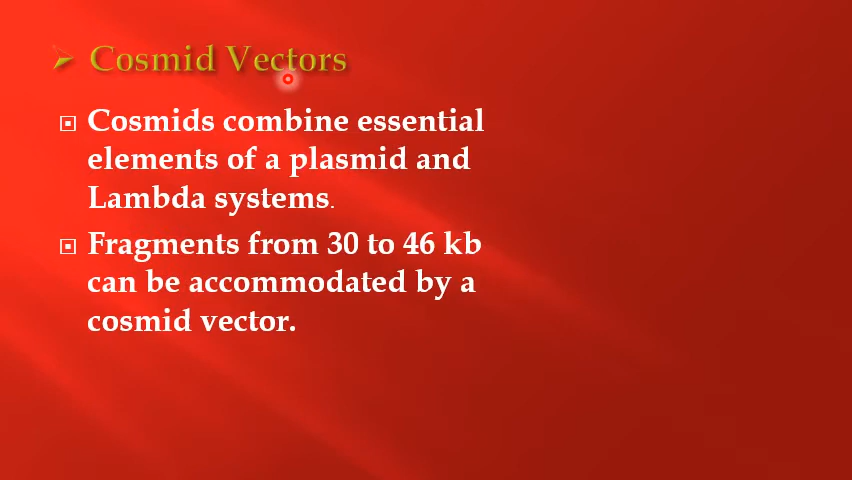 Cosmid Vectors
Cosmids combine essential
elements of a plasmid and
Lambda systems.
Fragments from 30 to 46 kb
can be accommodated by a
cosmid vector.